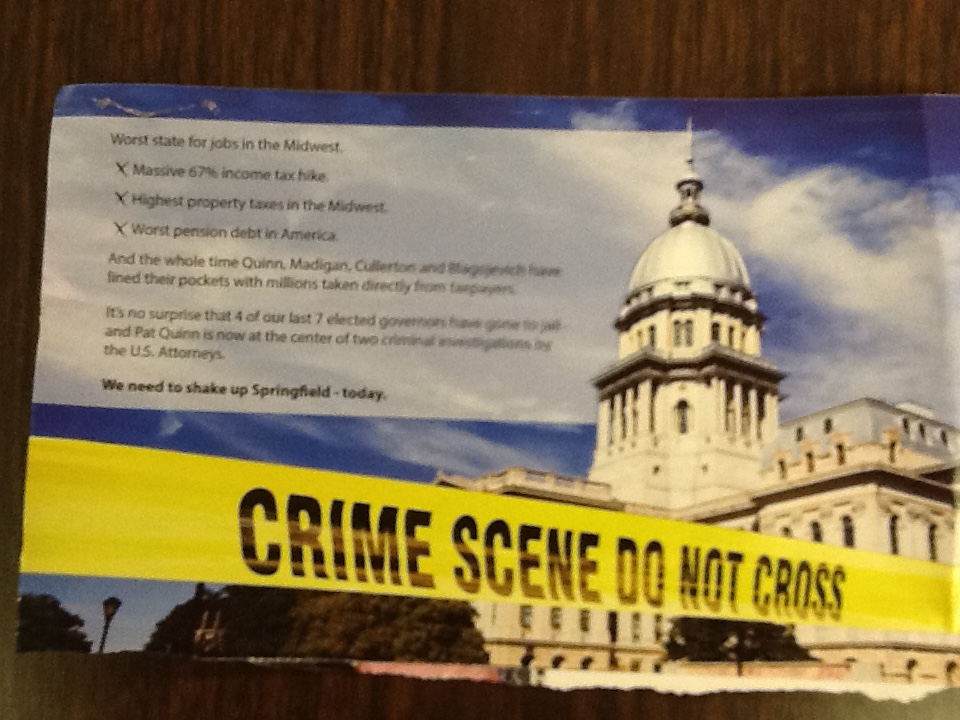 Worst state for jobs in the Midwest.
X Massive 67% income tax hike.
X Highest property taxes in the Midwest.
X Worst pension debt in America.
And the whole time Quinn, Madigan, Cullerton and Blagojevich have
lined their pockets with millions taken directly from taxpayers.
It's no surprise that 4 of our last 7 elected governors have gone to jail
and Pat Quinn is now at the center of two criminal investigations by
the U.S. Attorneys.
We need to shake up Springfield - today.
CRIME SCENE DO NOT CROSS